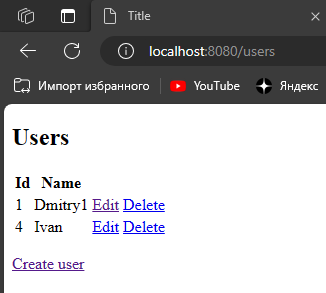 Title
localhost:8080/users
Импорт избранного YouTube Яндекс
Users
Id Name
1 Dmitry1 Edit Delete
4 Ivan Edit Delete
Create user